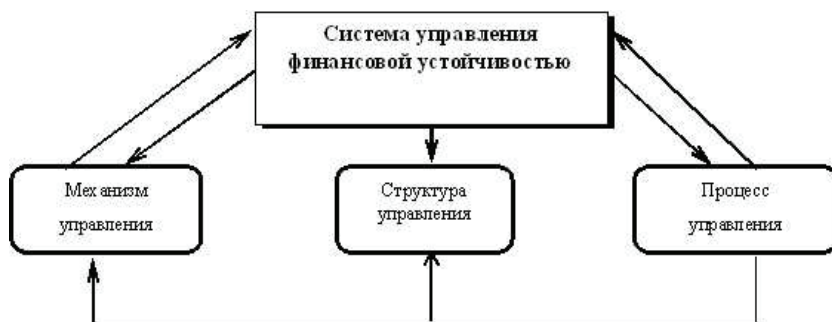 Система управления
финансовой устойчивостью
Механизм
управления
Структура
управления
Процесс
управления